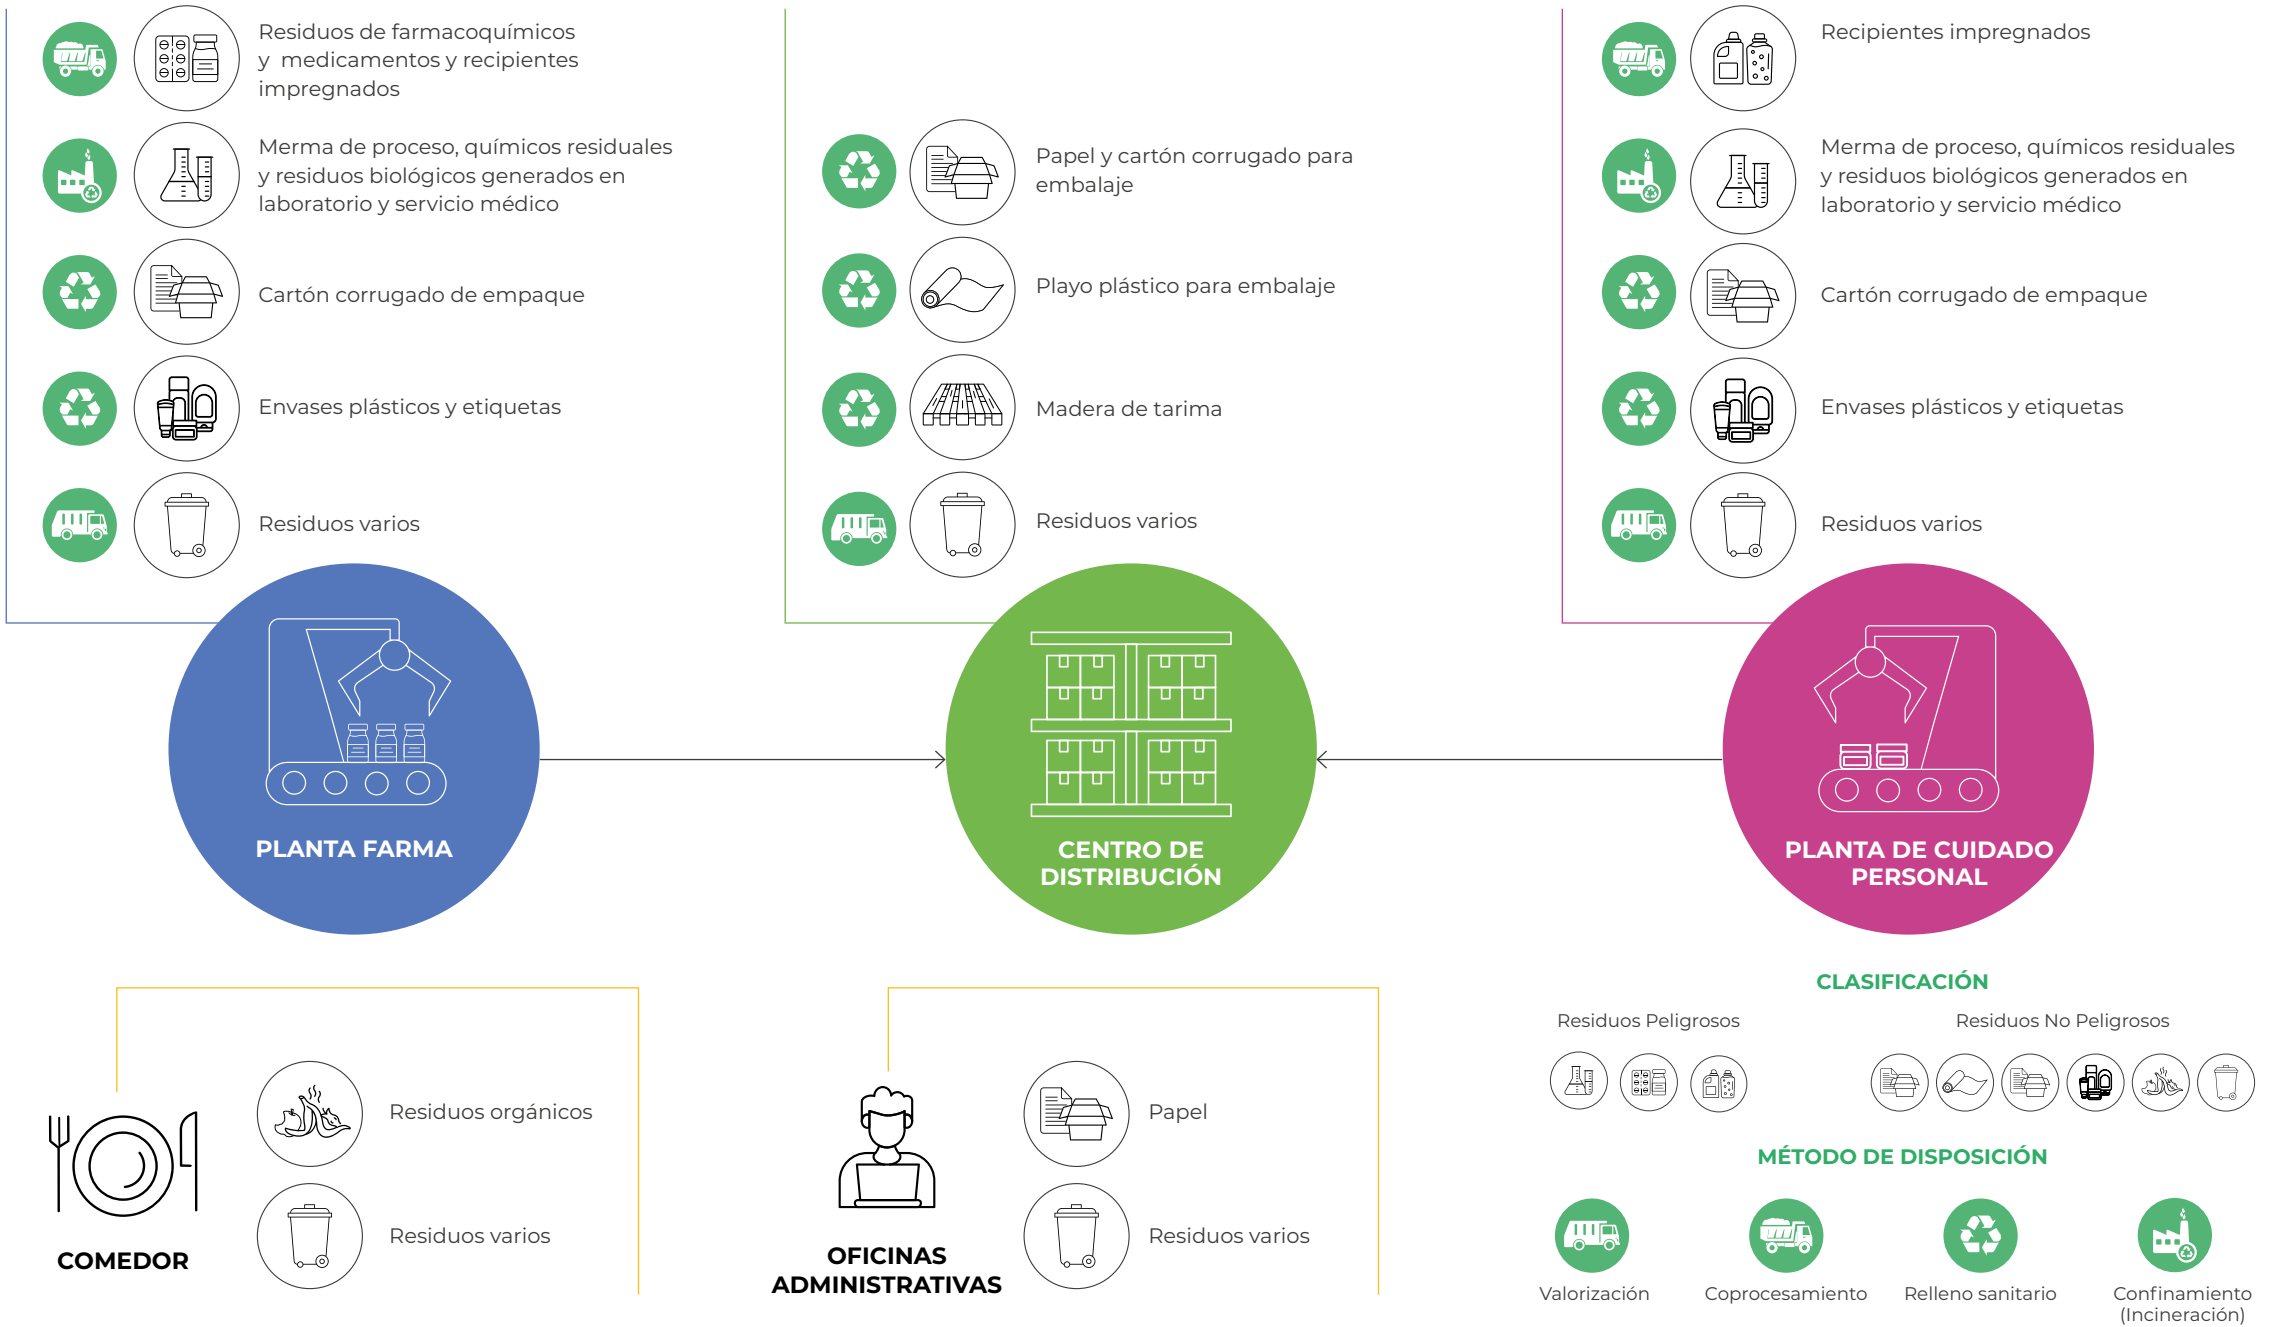 Residuos de farmacoquímicos
y medicamentos y recipientes
impregnados
Merma de proceso, químicos residuales
y residuos biológicos generados en
laboratorio y servicio médico
Cartón corrugado de empaque
Envases plásticos y etiquetas
Residuos varios
PLANTA FARMA
Papel y cartón corrugado para
embalaje
Playo plástico para embalaje
Madera de tarima
Residuos varios
CENTRO DE
DISTRIBUCIÓN
Recipientes impregnados
Merma de proceso, químicos residuales
y residuos biológicos generados en
laboratorio y servicio médico
Cartón corrugado de empaque
Envases plásticos y etiquetas
Residuos varios
PLANTA DE CUIDADO
PERSONAL
COMEDOR
Residuos orgánicos
Residuos varios
OFICINAS
ADMINISTRATIVAS
Papel
Residuos varios
CLASIFICACIÓN
Residuos Peligrosos
Residuos No Peligrosos
MÉTODO DE DISPOSICIÓN
Valorización
Coprocesamiento
Relleno sanitario
Confinamiento
(Incineración)